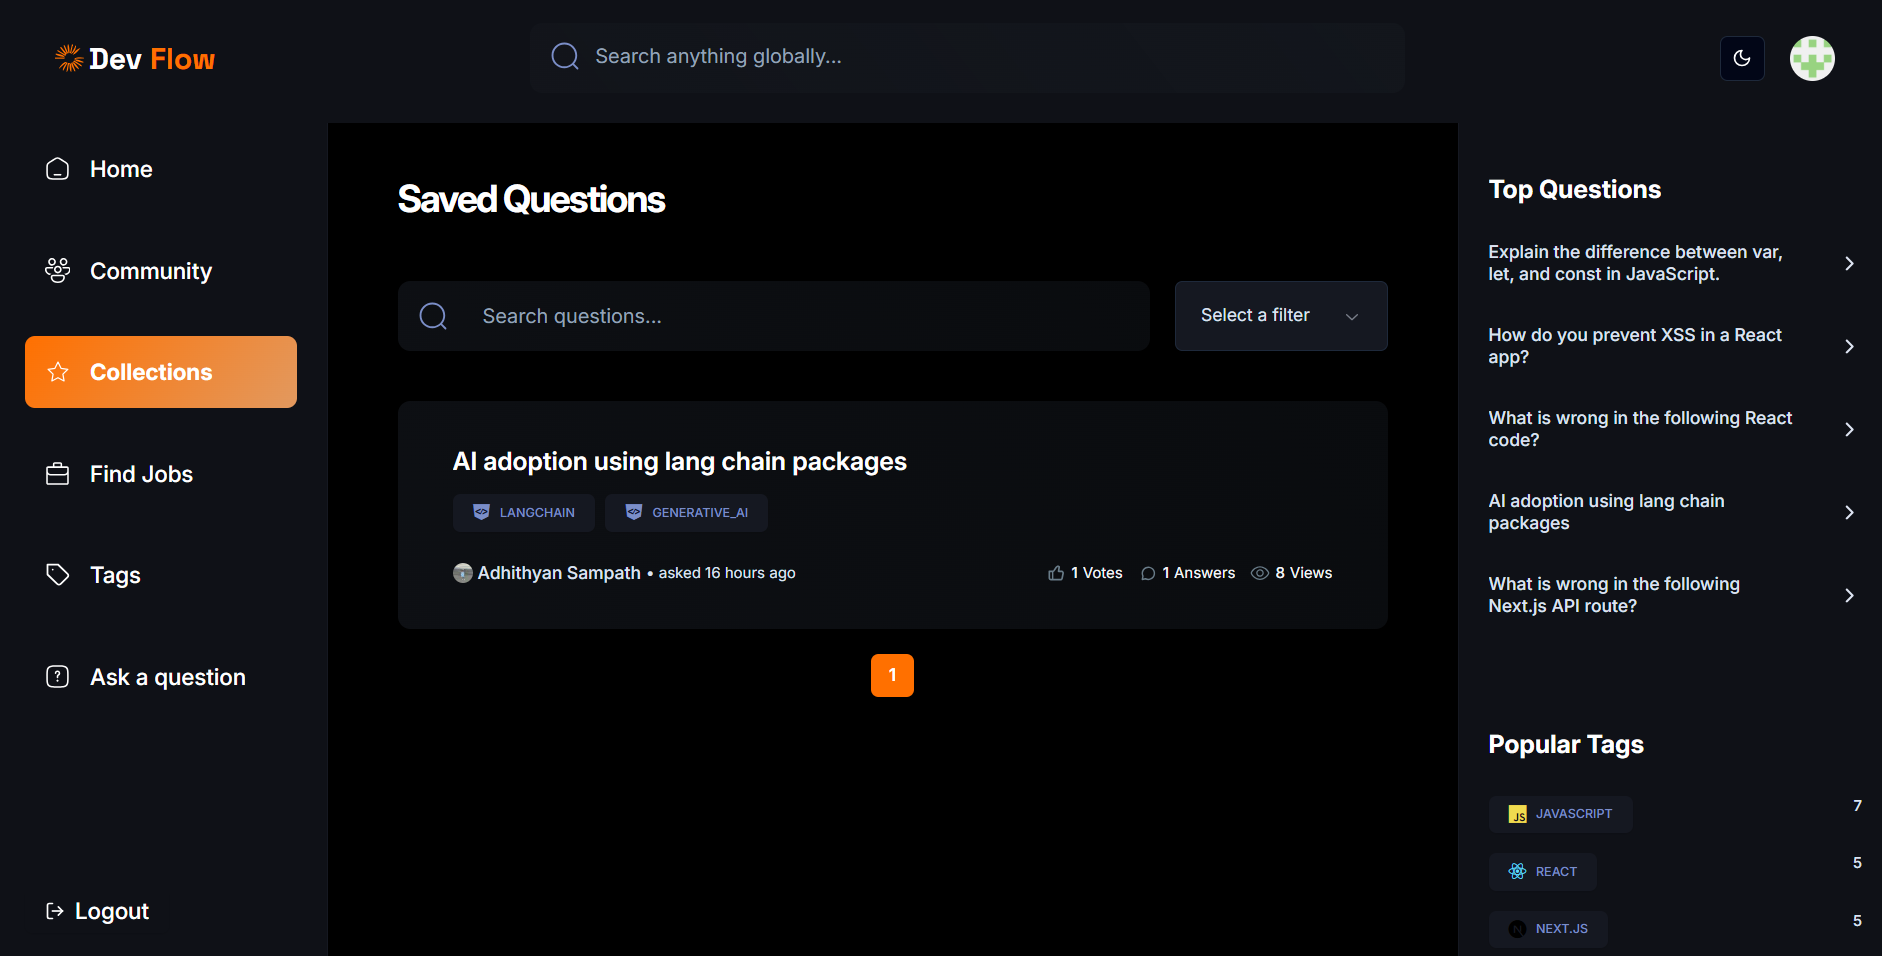 Dev Flow
Search anything globally...
Home
Community
Collections
Find Jobs
Tags
Ask a question
Logout
Saved Questions
Search questions...
Select a filter
AI adoption using lang chain packages
LANGCHAIN GENERATIVE_AI
Adhithyan Sampath • asked 16 hours ago 1 Votes 1 Answers 8 Views
1
Top Questions
Explain the difference between var,
let, and const in JavaScript.
How do you prevent XSS in a React
app?
What is wrong in the following React
code?
AI adoption using lang chain
packages
What is wrong in the following
Next.js API route?
Popular Tags
JS JAVASCRIPT 7
REACT 5
N NEXT.JS 5